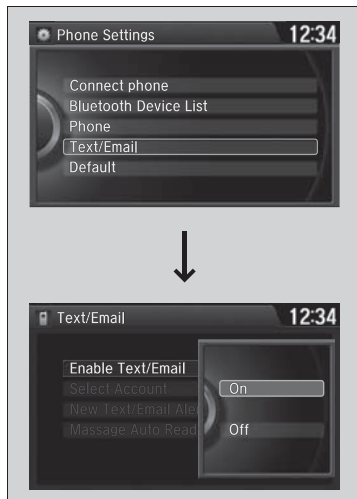 Phone Settings 12:34
Connect phone
Bluetooth Device List
Phone
Text/Email
Default
Text/Email 12:34
Enable Text/Email
Select Account
New Text/Email Aler
Massage Auto Read
On
Off